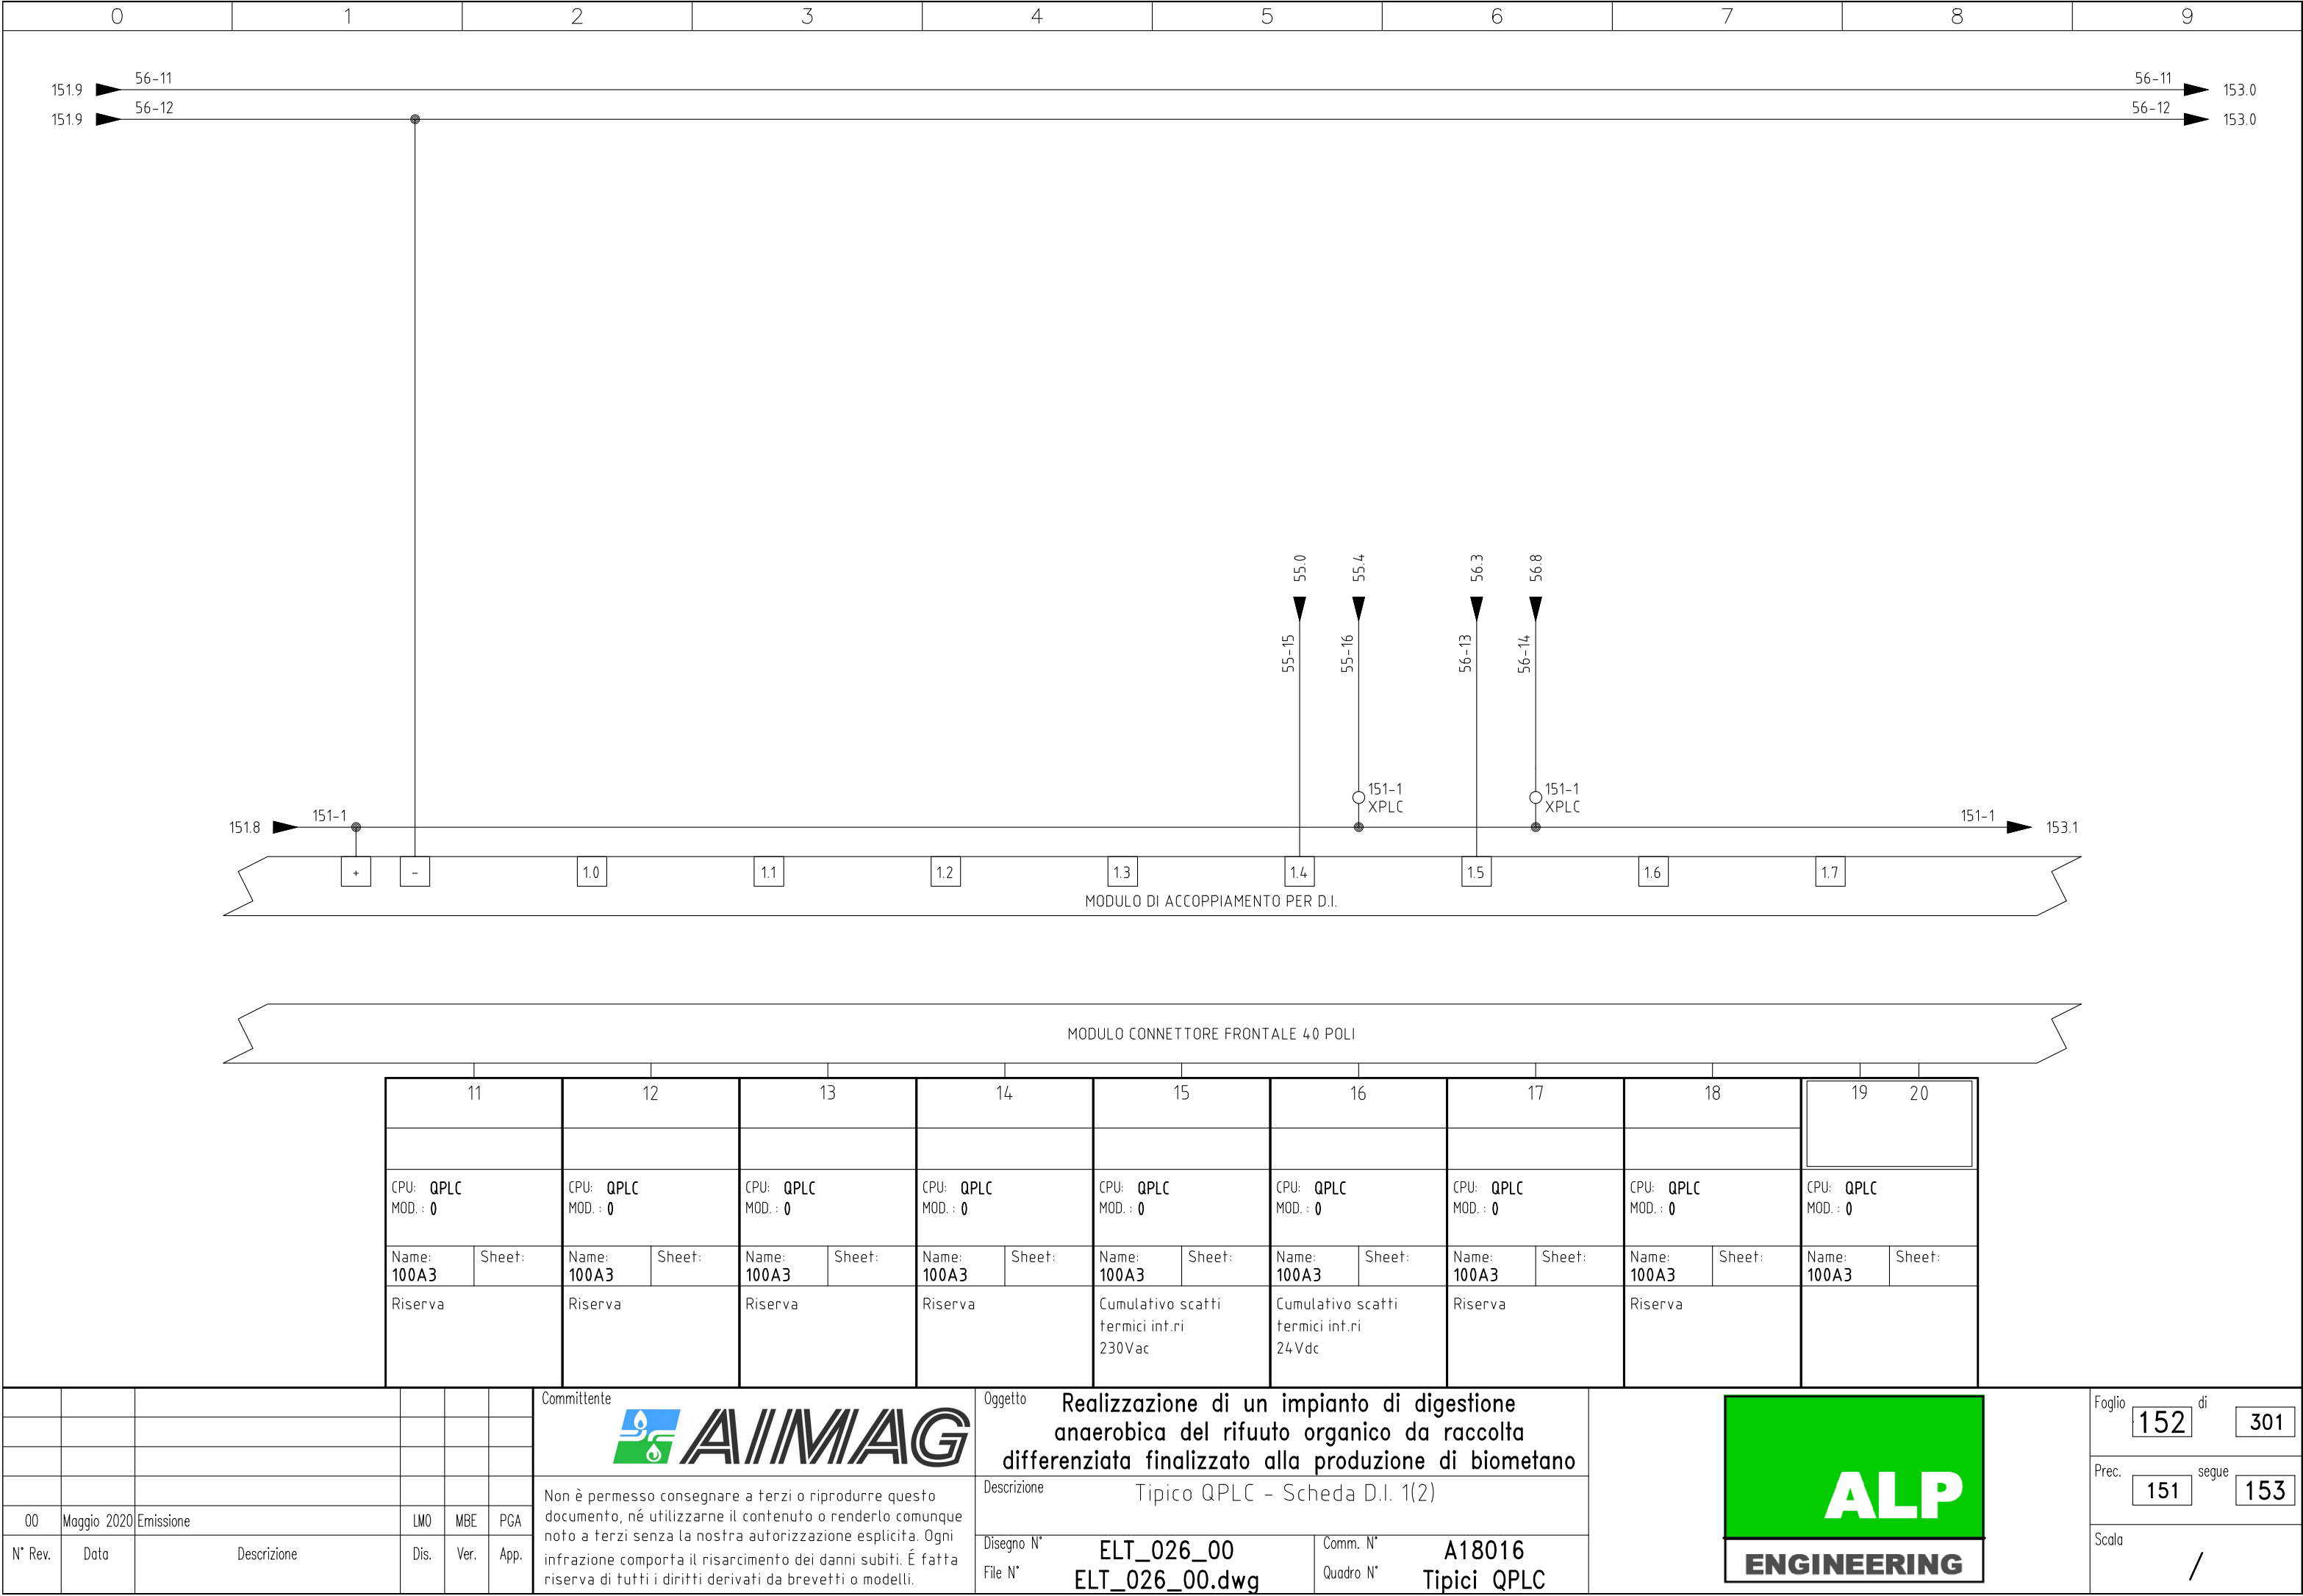 0 1 2 3 4 5 6 7 8 9
151.9 56-11 56-11 153.0
151.9 56-12 56-12 153.0
55.0 55.4 56.3 56.8
55-15 55-16 56-13 56-14
151-1 151-1
XPLC XPLC
151.8 151-1 151-1 153.1
+ - 1.0 1.1 1.2 1.3 1.4 1.5 1.6 1.7
MODULO DI ACCOPPIAMENTO PER D.I.
MODULO CONNETTORE FRONTALE 40 POLI
11 12 13 14 15 16 17 18 19 20
CPU: QPLC CPU: QPLC CPU: QPLC CPU: QPLC CPU: QPLC CPU: QPLC CPU: QPLC CPU: QPLC CPU: QPLC
MOD. : 0 MOD. : 0 MOD. : 0 MOD. : 0 MOD. : 0 MOD. : 0 MOD. : 0 MOD. : 0 MOD. : 0
Name: Sheet: Name: Sheet: Name: Sheet: Name: Sheet: Name: Sheet: Name: Sheet: Name: Sheet: Name: Sheet: Name: Sheet:
100A3 100A3 100A3 100A3 100A3 100A3 100A3 100A3 100A3
Riserva Riserva Riserva Riserva Cumulativo scatti Cumulativo scatti Riserva Riserva
termici int.ri termici int.ri
230Vac 24Vdc
00 Maggio 2020 Emissione LMO MBE PGA
N° Rev. Data Descrizione Dis. Ver. App.
Committente
AIMAG
Non è permesso consegnare a terzi o riprodurre questo
documento, né utilizzarne il contenuto o renderlo comunque
noto a terzi senza la nostra autorizzazione esplicita. Ogni
infrazione comporta il risarcimento dei danni subiti. É fatta
riserva di tutti i diritti derivati da brevetti o modelli.
Oggetto Realizzazione di un impianto di digestione
anaerobica del rifuuto organico da raccolta
differenziata finalizzato alla produzione di biometano
Descrizione Tipico QPLC - Scheda D.I. 1(2)
Disegno N° ELT_026_00 Comm. N° A18016
File N° ELT_026_00.dwg Quadro N° Tipici QPLC
ALP
ENGINEERING
Foglio 152 di 301
Prec. 151 segue 153
Scala /